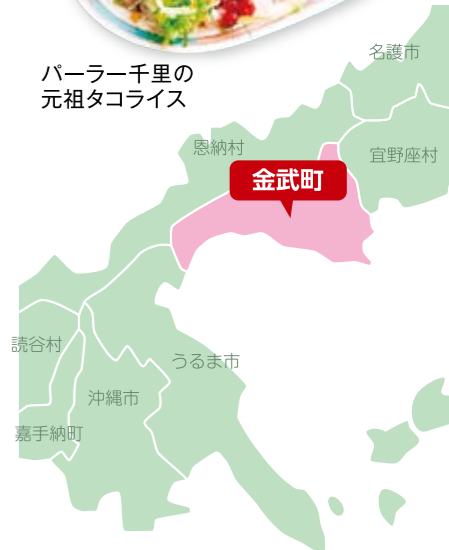 パーラー千里の
元祖タコライス
名護市
恩納村
宜野座村
金武町
読谷村
うるま市
沖縄市
嘉手納町